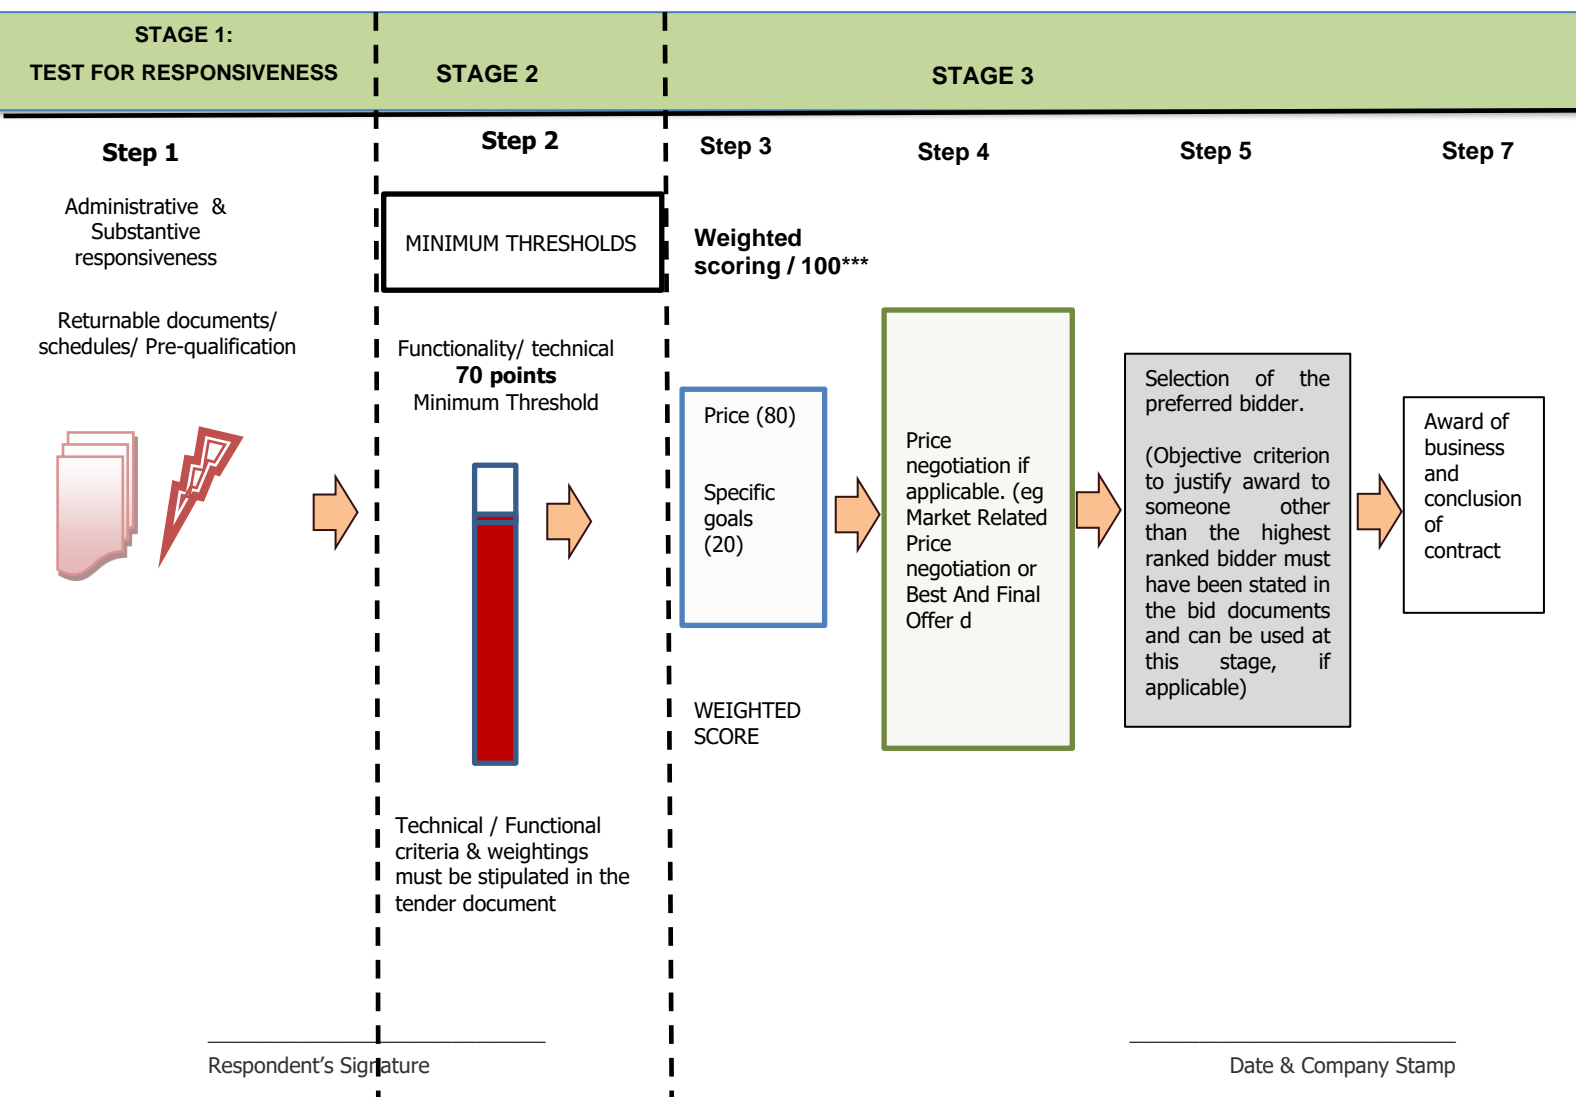 STAGE 1:
TEST FOR RESPONSIVENESS
STAGE 2
STAGE 3
Step 1
Administrative  &
Substantive
responsiveness
Returnable documents/
schedules/ Pre-qualification
Step 2
MINIMUM THRESHOLDS
Functionality/ technical
70 points
Minimum Threshold
Technical / Functional
criteria & weightings
must be stipulated in the
tender document
Step 3
Weighted
scoring / 100***
Price (80)
Specific
goals
(20)
WEIGHTED
SCORE
Step 4
Price
negotiation if
applicable. (eg
Market Related
Price
negotiation or
Best And Final
Offer d
Step 5
Selection of the
preferred bidder.
(Objective criterion
to justify award to
someone other
than the highest
ranked bidder must
have been stated in
the bid documents
and can be used at
this stage, if
applicable)
Step 7
Award of
business
and
conclusion
of
contract
Respondent's Signature
Date & Company Stamp